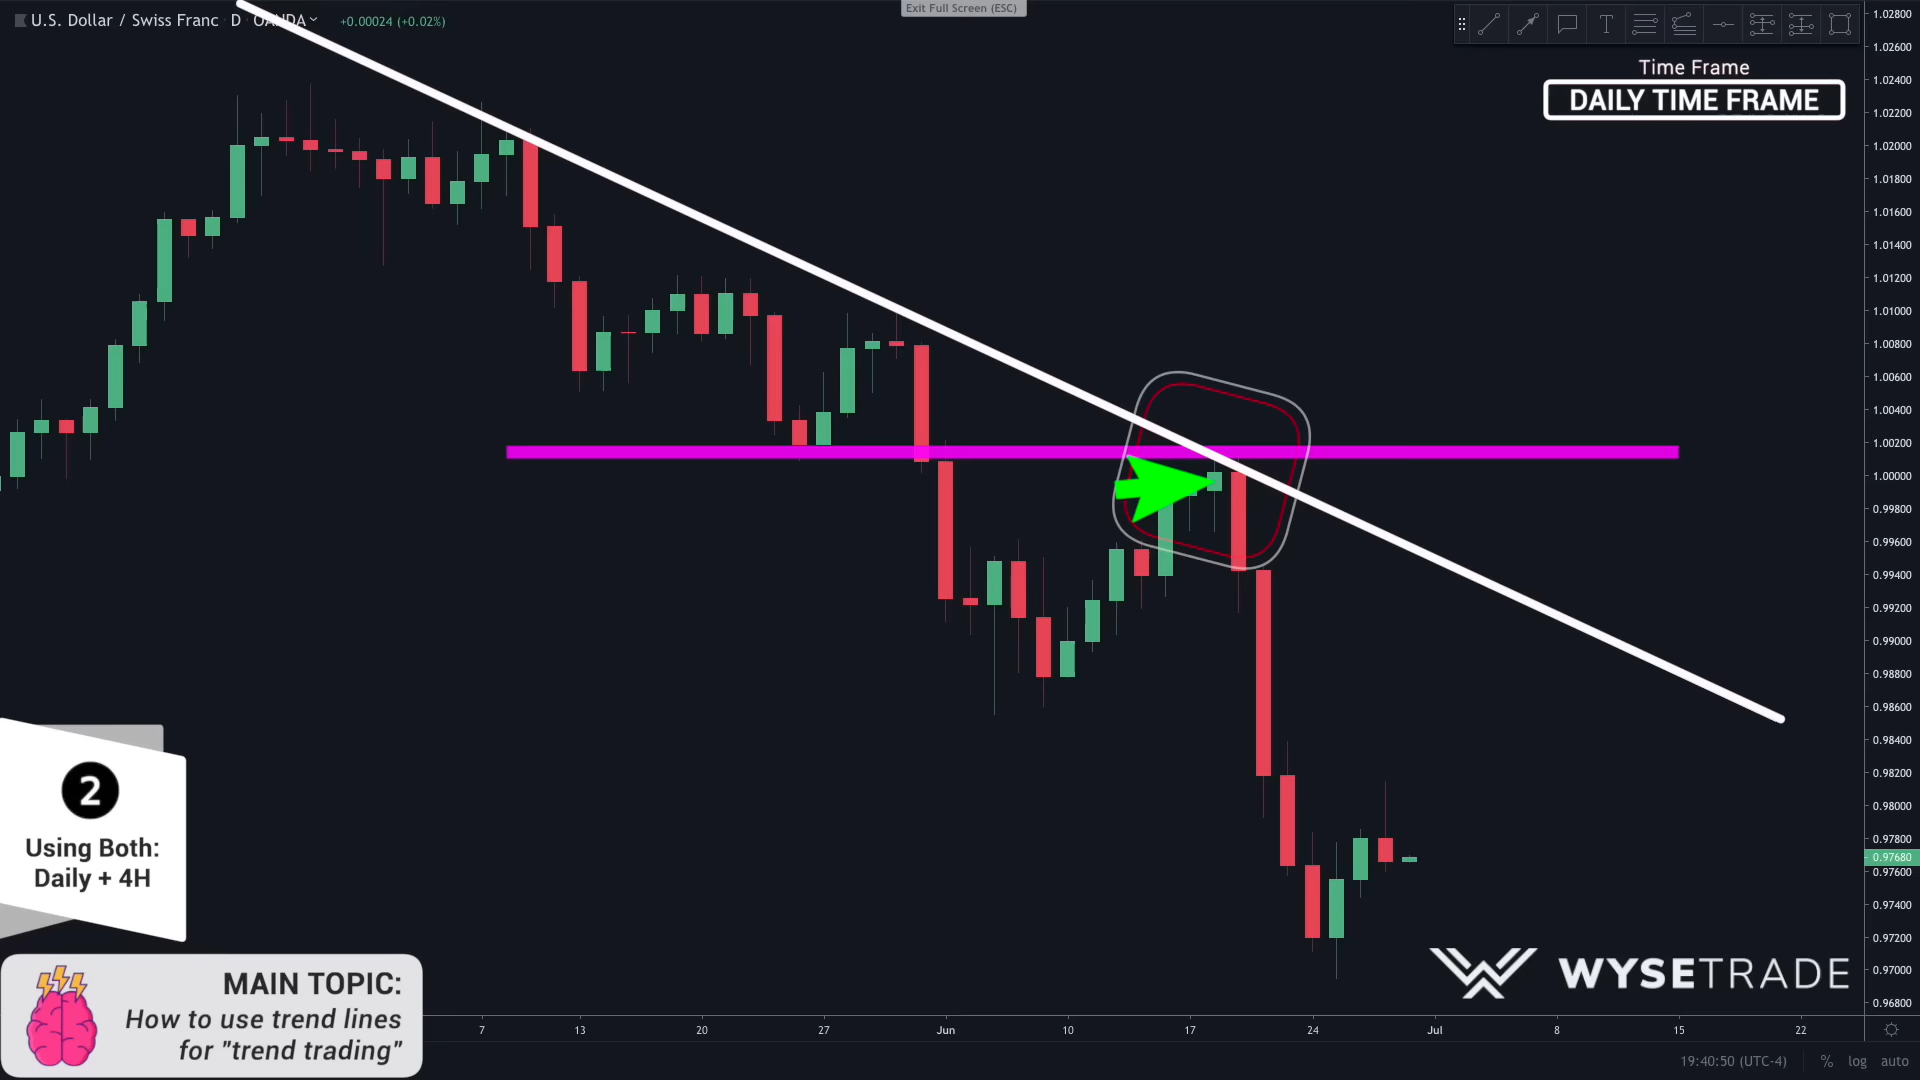 Exit Full Screen (ESC)
U.S. Dollar / Swiss Franc D OANDA +0.00024 (+0.02%)
Time Frame
DAILY TIME FRAME
1.02800
1.02600
1.02400
1.02200
1.02000
1.01800
1.01600
1.01400
1.01200
1.01000
1.00800
1.00600
1.00400
1.00200
1.00000
0.99800
0.99600
0.99400
0.99200
0.99000
0.98800
0.98600
0.98400
0.98200
0.98000
0.97800
0.97680
0.97600
0.97400
0.97200
0.97000
0.96800
2
Using Both:
Daily + 4H
MAIN TOPIC:
How to use trend lines
for "trend trading"
WYSETRADE
7 13 20 27 Jun 10 17 24 Jul 8 15 22
19:40:50 (UTC-4) % log auto